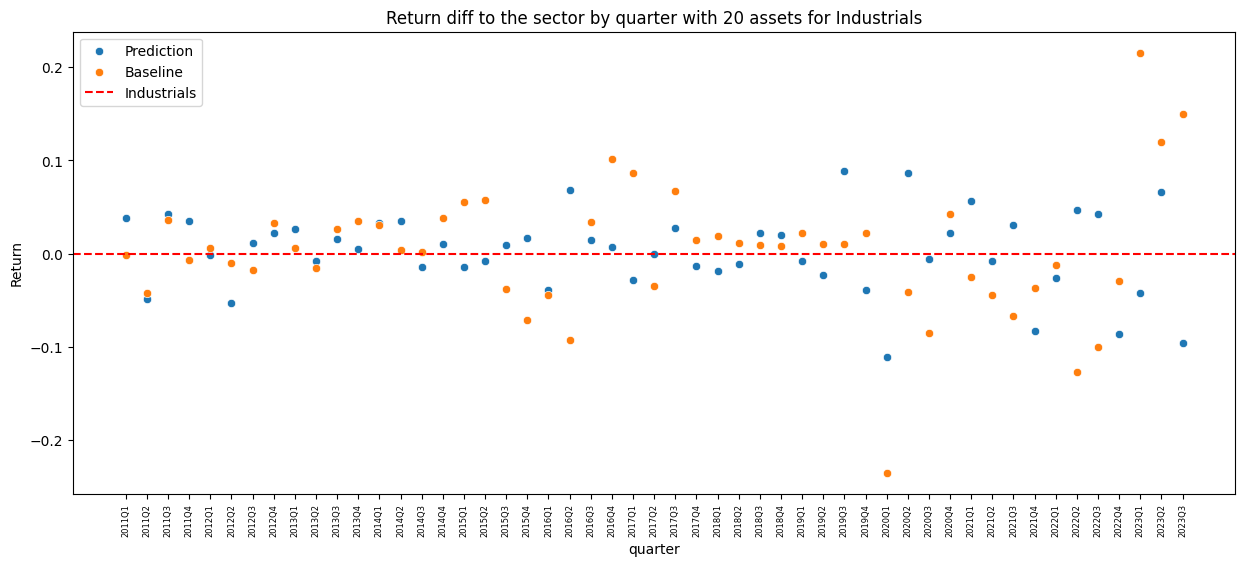 Return diff to the sector by quarter with 20 assets for Industrials
Prediction
Baseline
Industrials
0.2
0.1
0.0
−0.1
−0.2
Return
2011Q1
2011Q2
2011Q3
2011Q4
2012Q1
2012Q2
2012Q3
2012Q4
2013Q1
2013Q2
2013Q3
2013Q4
2014Q1
2014Q2
2014Q3
2014Q4
2015Q1
2015Q2
2015Q3
2015Q4
2016Q1
2016Q2
2016Q3
2016Q4
2017Q1
2017Q2
2017Q3
2017Q4
2018Q1
2018Q2
2018Q3
2018Q4
2019Q1
2019Q2
2019Q3
2019Q4
2020Q1
2020Q2
2020Q3
2020Q4
2021Q1
2021Q2
2021Q3
2021Q4
2022Q1
2022Q2
2022Q3
2022Q4
2023Q1
2023Q2
2023Q3
quarter